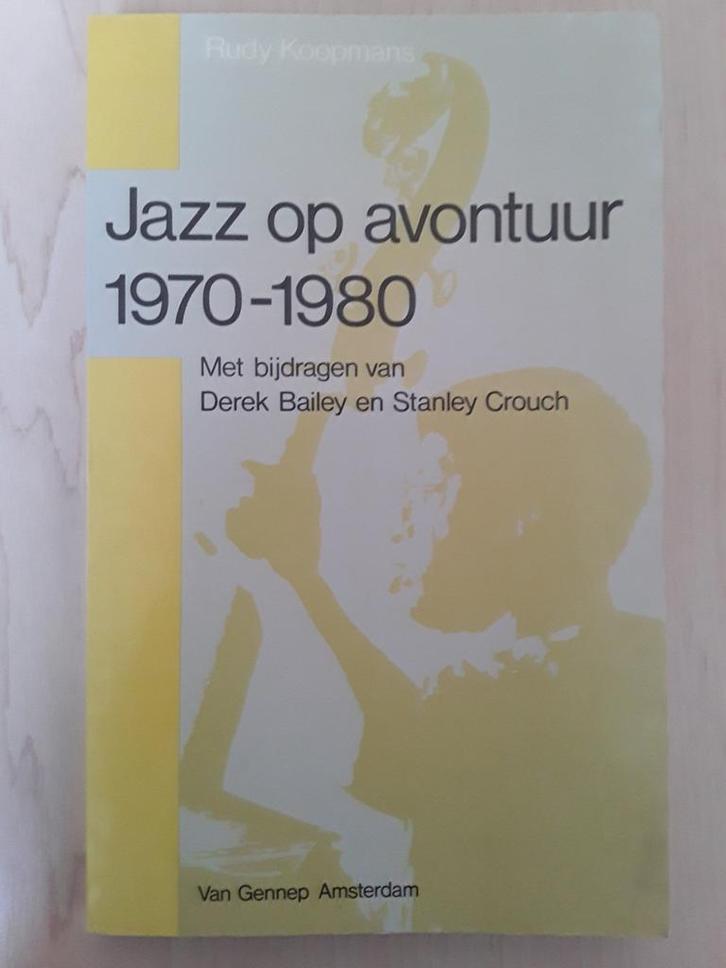 Rudy Koopmans
Jazz op avontuur
1970-1980
Met bijdragen van
Derek Bailey en Stanley Crouch
Van Gennep Amsterdam